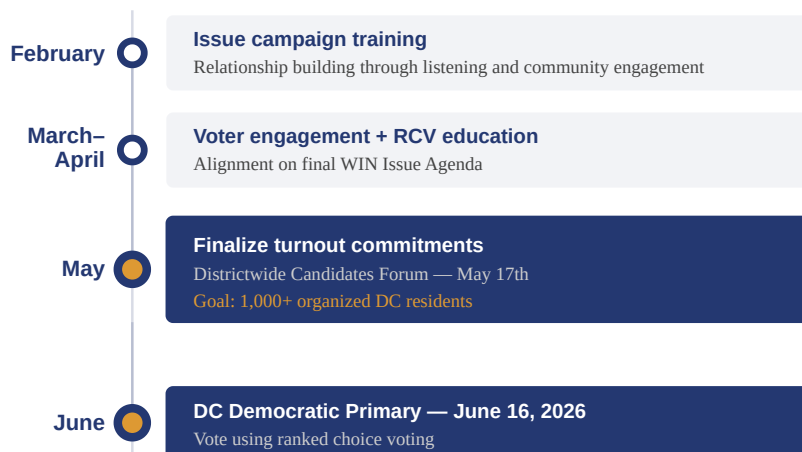 February
Issue campaign training
Relationship building through listening and community engagement
March–
April
Voter engagement + RCV education
Alignment on final WIN Issue Agenda
May
Finalize turnout commitments
Districtwide Candidates Forum — May 17th
Goal: 1,000+ organized DC residents
June
DC Democratic Primary — June 16, 2026
Vote using ranked choice voting